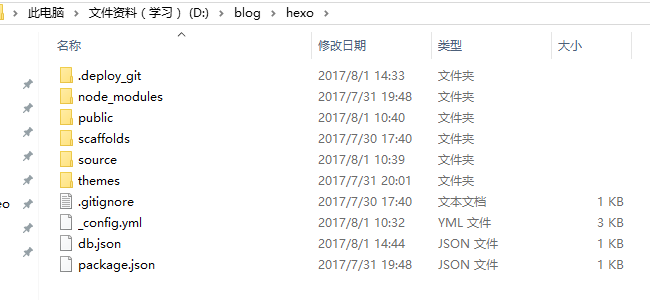 此电脑 › 文件资料（学习） (D:) › blog › hexo ›
名称 修改日期 类型 大小
.deploy_git 2017/8/1 14:33 文件夹
node_modules 2017/7/31 19:48 文件夹
public 2017/8/1 10:40 文件夹
scaffolds 2017/7/30 17:40 文件夹
source 2017/8/1 10:39 文件夹
themes 2017/7/31 20:01 文件夹
.gitignore 2017/7/30 17:40 文本文档 1 KB
_config.yml 2017/8/1 10:32 YML 文件 3 KB
db.json 2017/8/1 14:44 JSON 文件 1 KB
package.json 2017/7/31 19:48 JSON 文件 1 KB